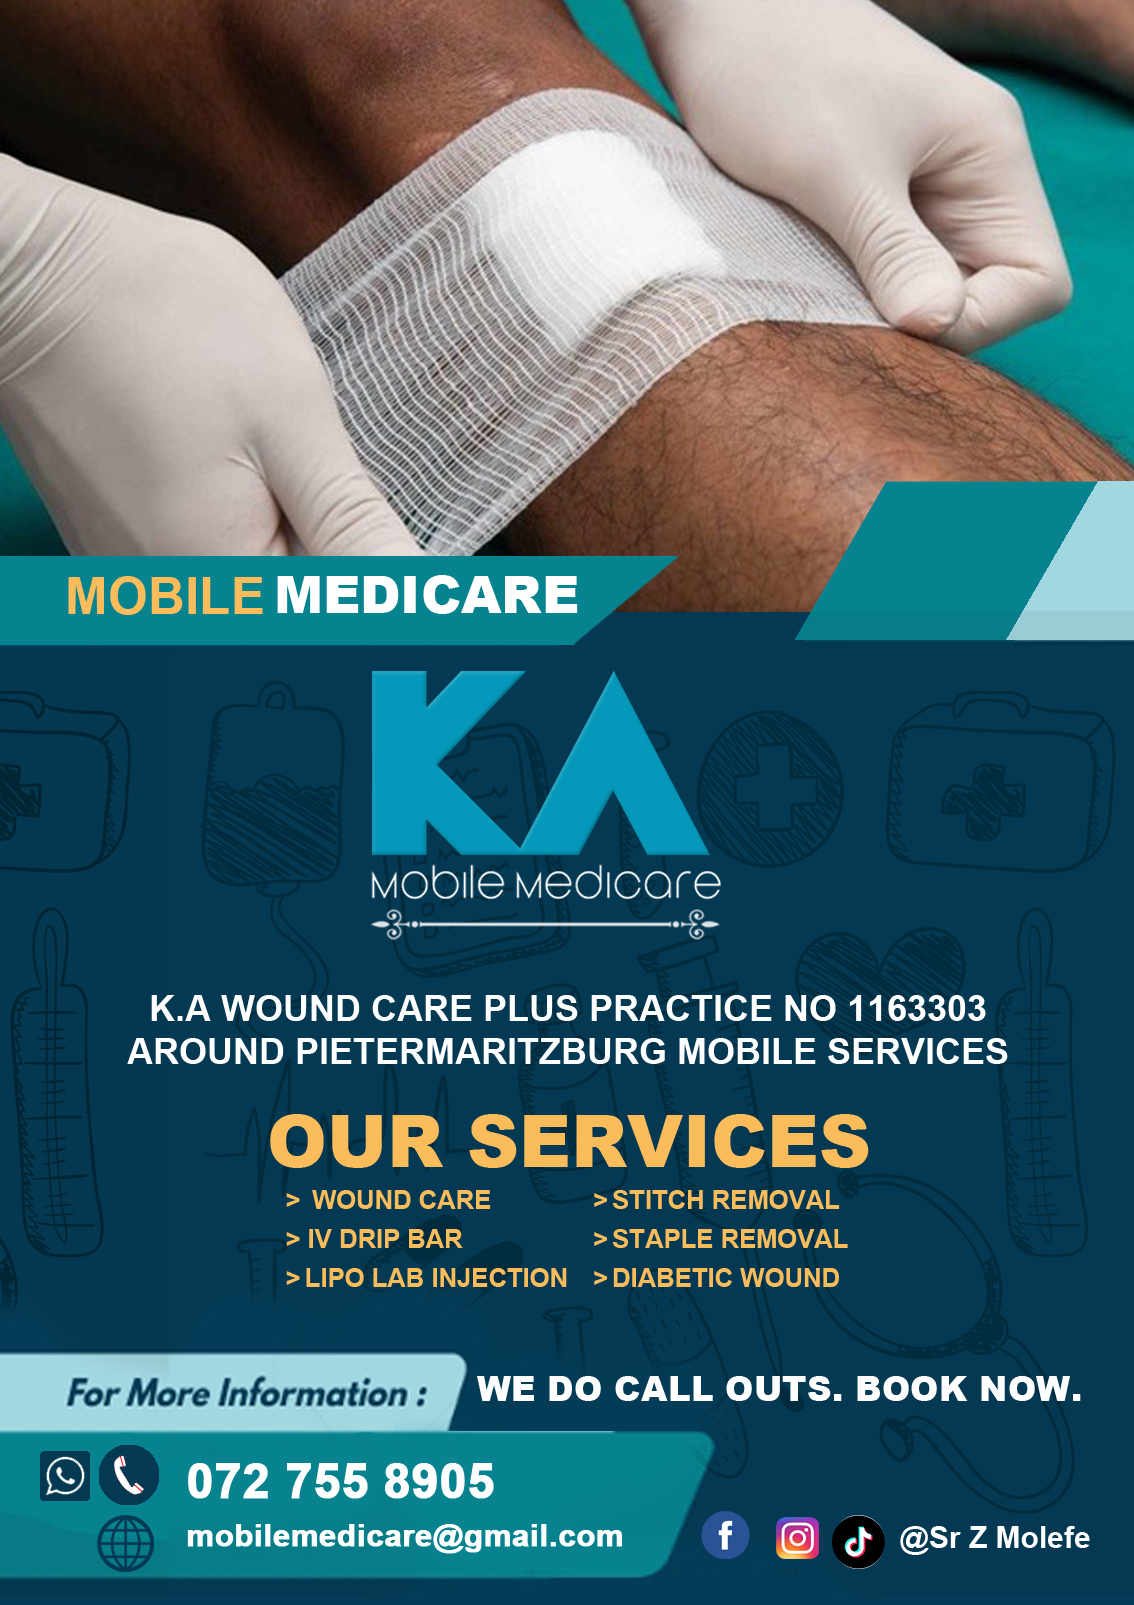 MOBILE MEDICARE
KA
Mobile Medicare
K.A WOUND CARE PLUS PRACTICE NO 1163303
AROUND PIETERMARITZBURG MOBILE SERVICES
OUR SERVICES
> WOUND CARE
> IV DRIP BAR
> LIPO LAB INJECTION
> STITCH REMOVAL
> STAPLE REMOVAL
> DIABETIC WOUND
For More Information :
WE DO CALL OUTS. BOOK NOW.
072 755 8905
mobilemedicare@gmail.com
@Sr Z Molefe